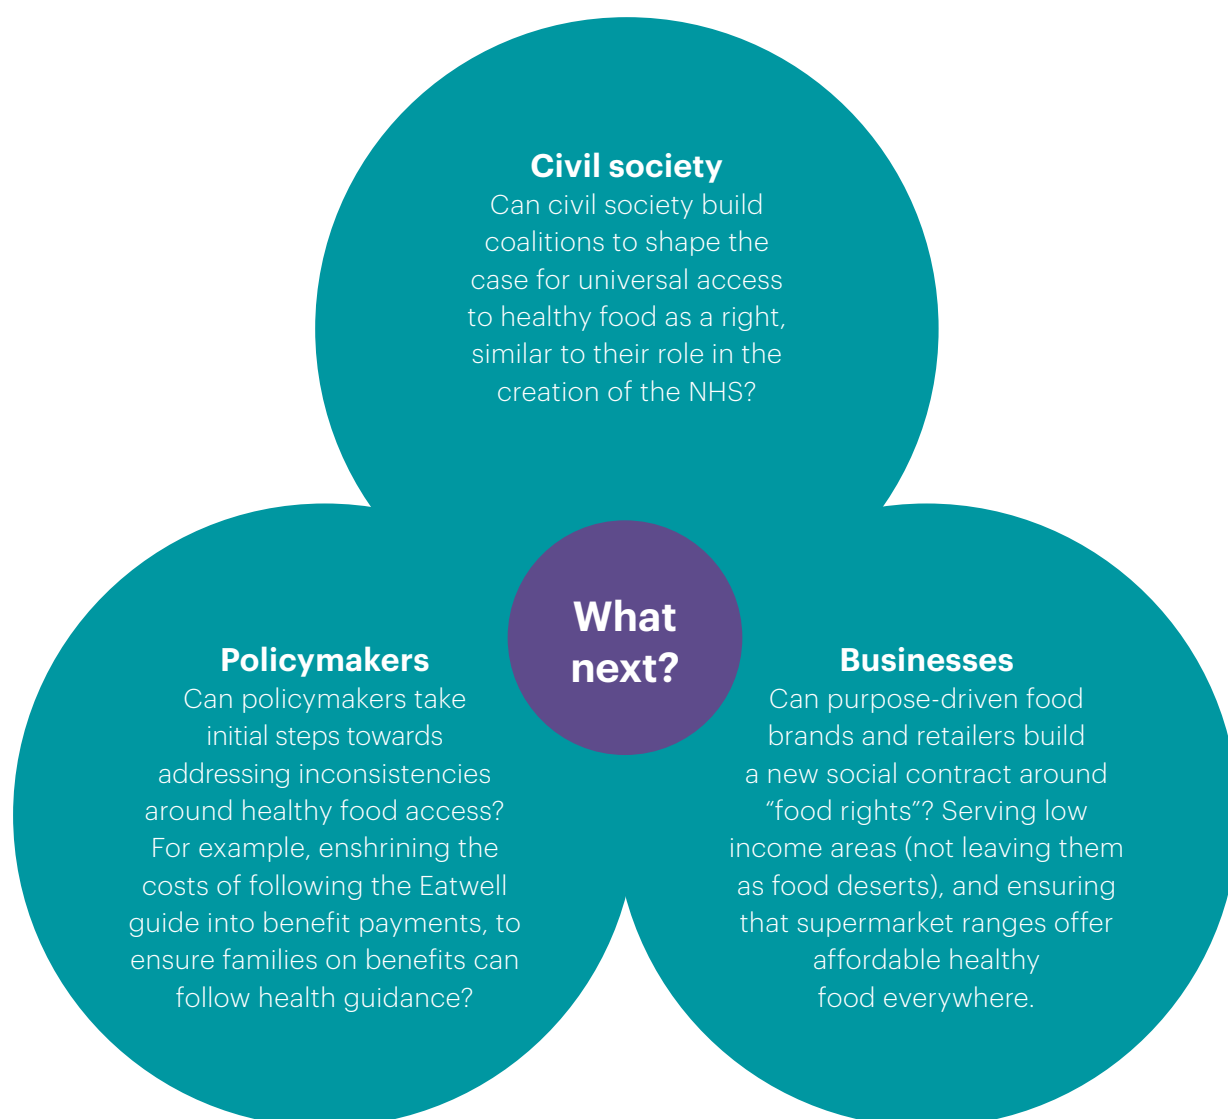 Civil society
Can civil society build
coalitions to shape the
case for universal access
to healthy food as a right,
similar to their role in the
creation of the NHS?
What
next?
Policymakers
Can policymakers take
initial steps towards
addressing inconsistencies
around healthy food access?
For example, enshrining the
costs of following the Eatwell
guide into benefit payments, to
ensure families on benefits can
follow health guidance?
Businesses
Can purpose-driven food
brands and retailers build
a new social contract around
“food rights”? Serving low
income areas (not leaving them
as food deserts), and ensuring
that supermarket ranges offer
affordable healthy
food everywhere.